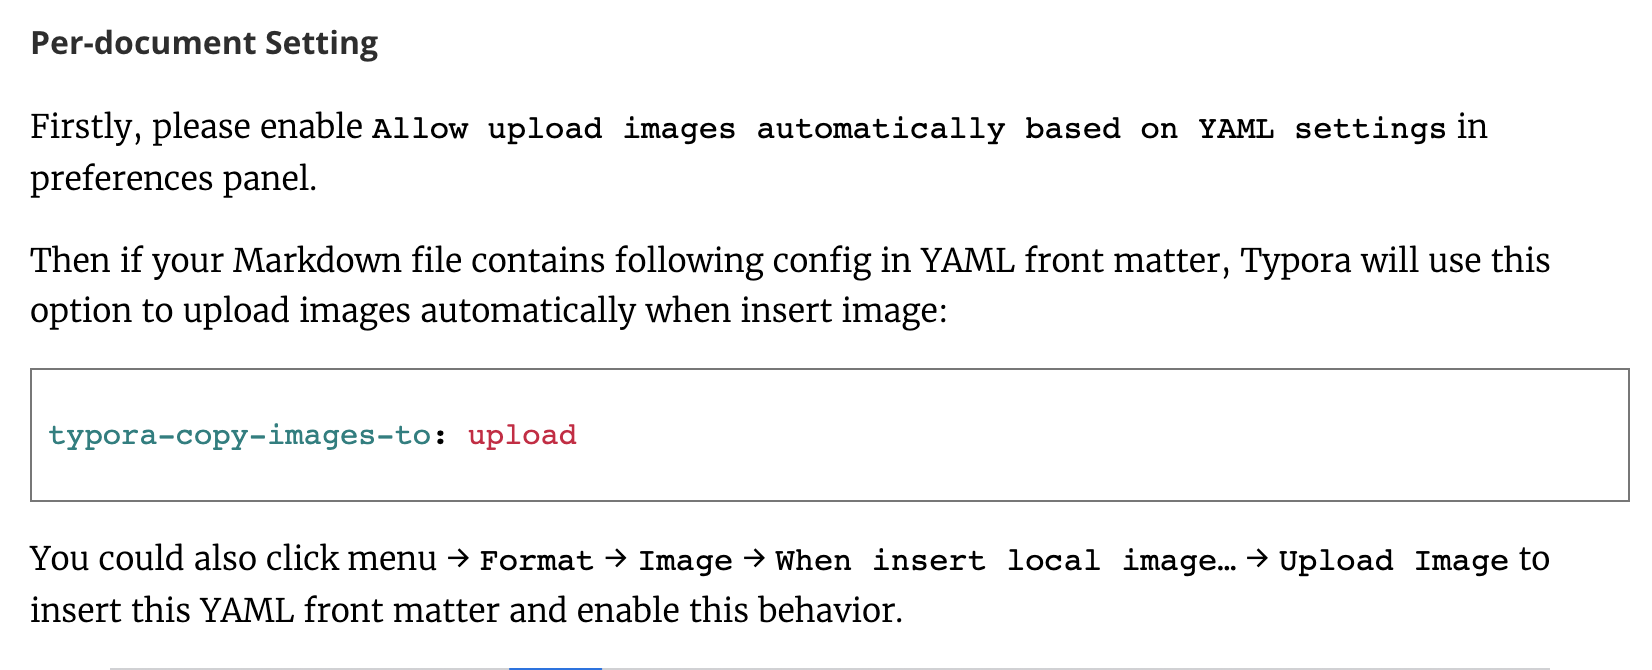 Per-document Setting
Firstly, please enable Allow upload images automatically based on YAML settings in
preferences panel.
Then if your Markdown file contains following config in YAML front matter, Typora will use this
option to upload images automatically when insert image:
typora-copy-images-to: upload
You could also click menu → Format → Image → When insert local image… → Upload Image to
insert this YAML front matter and enable this behavior.